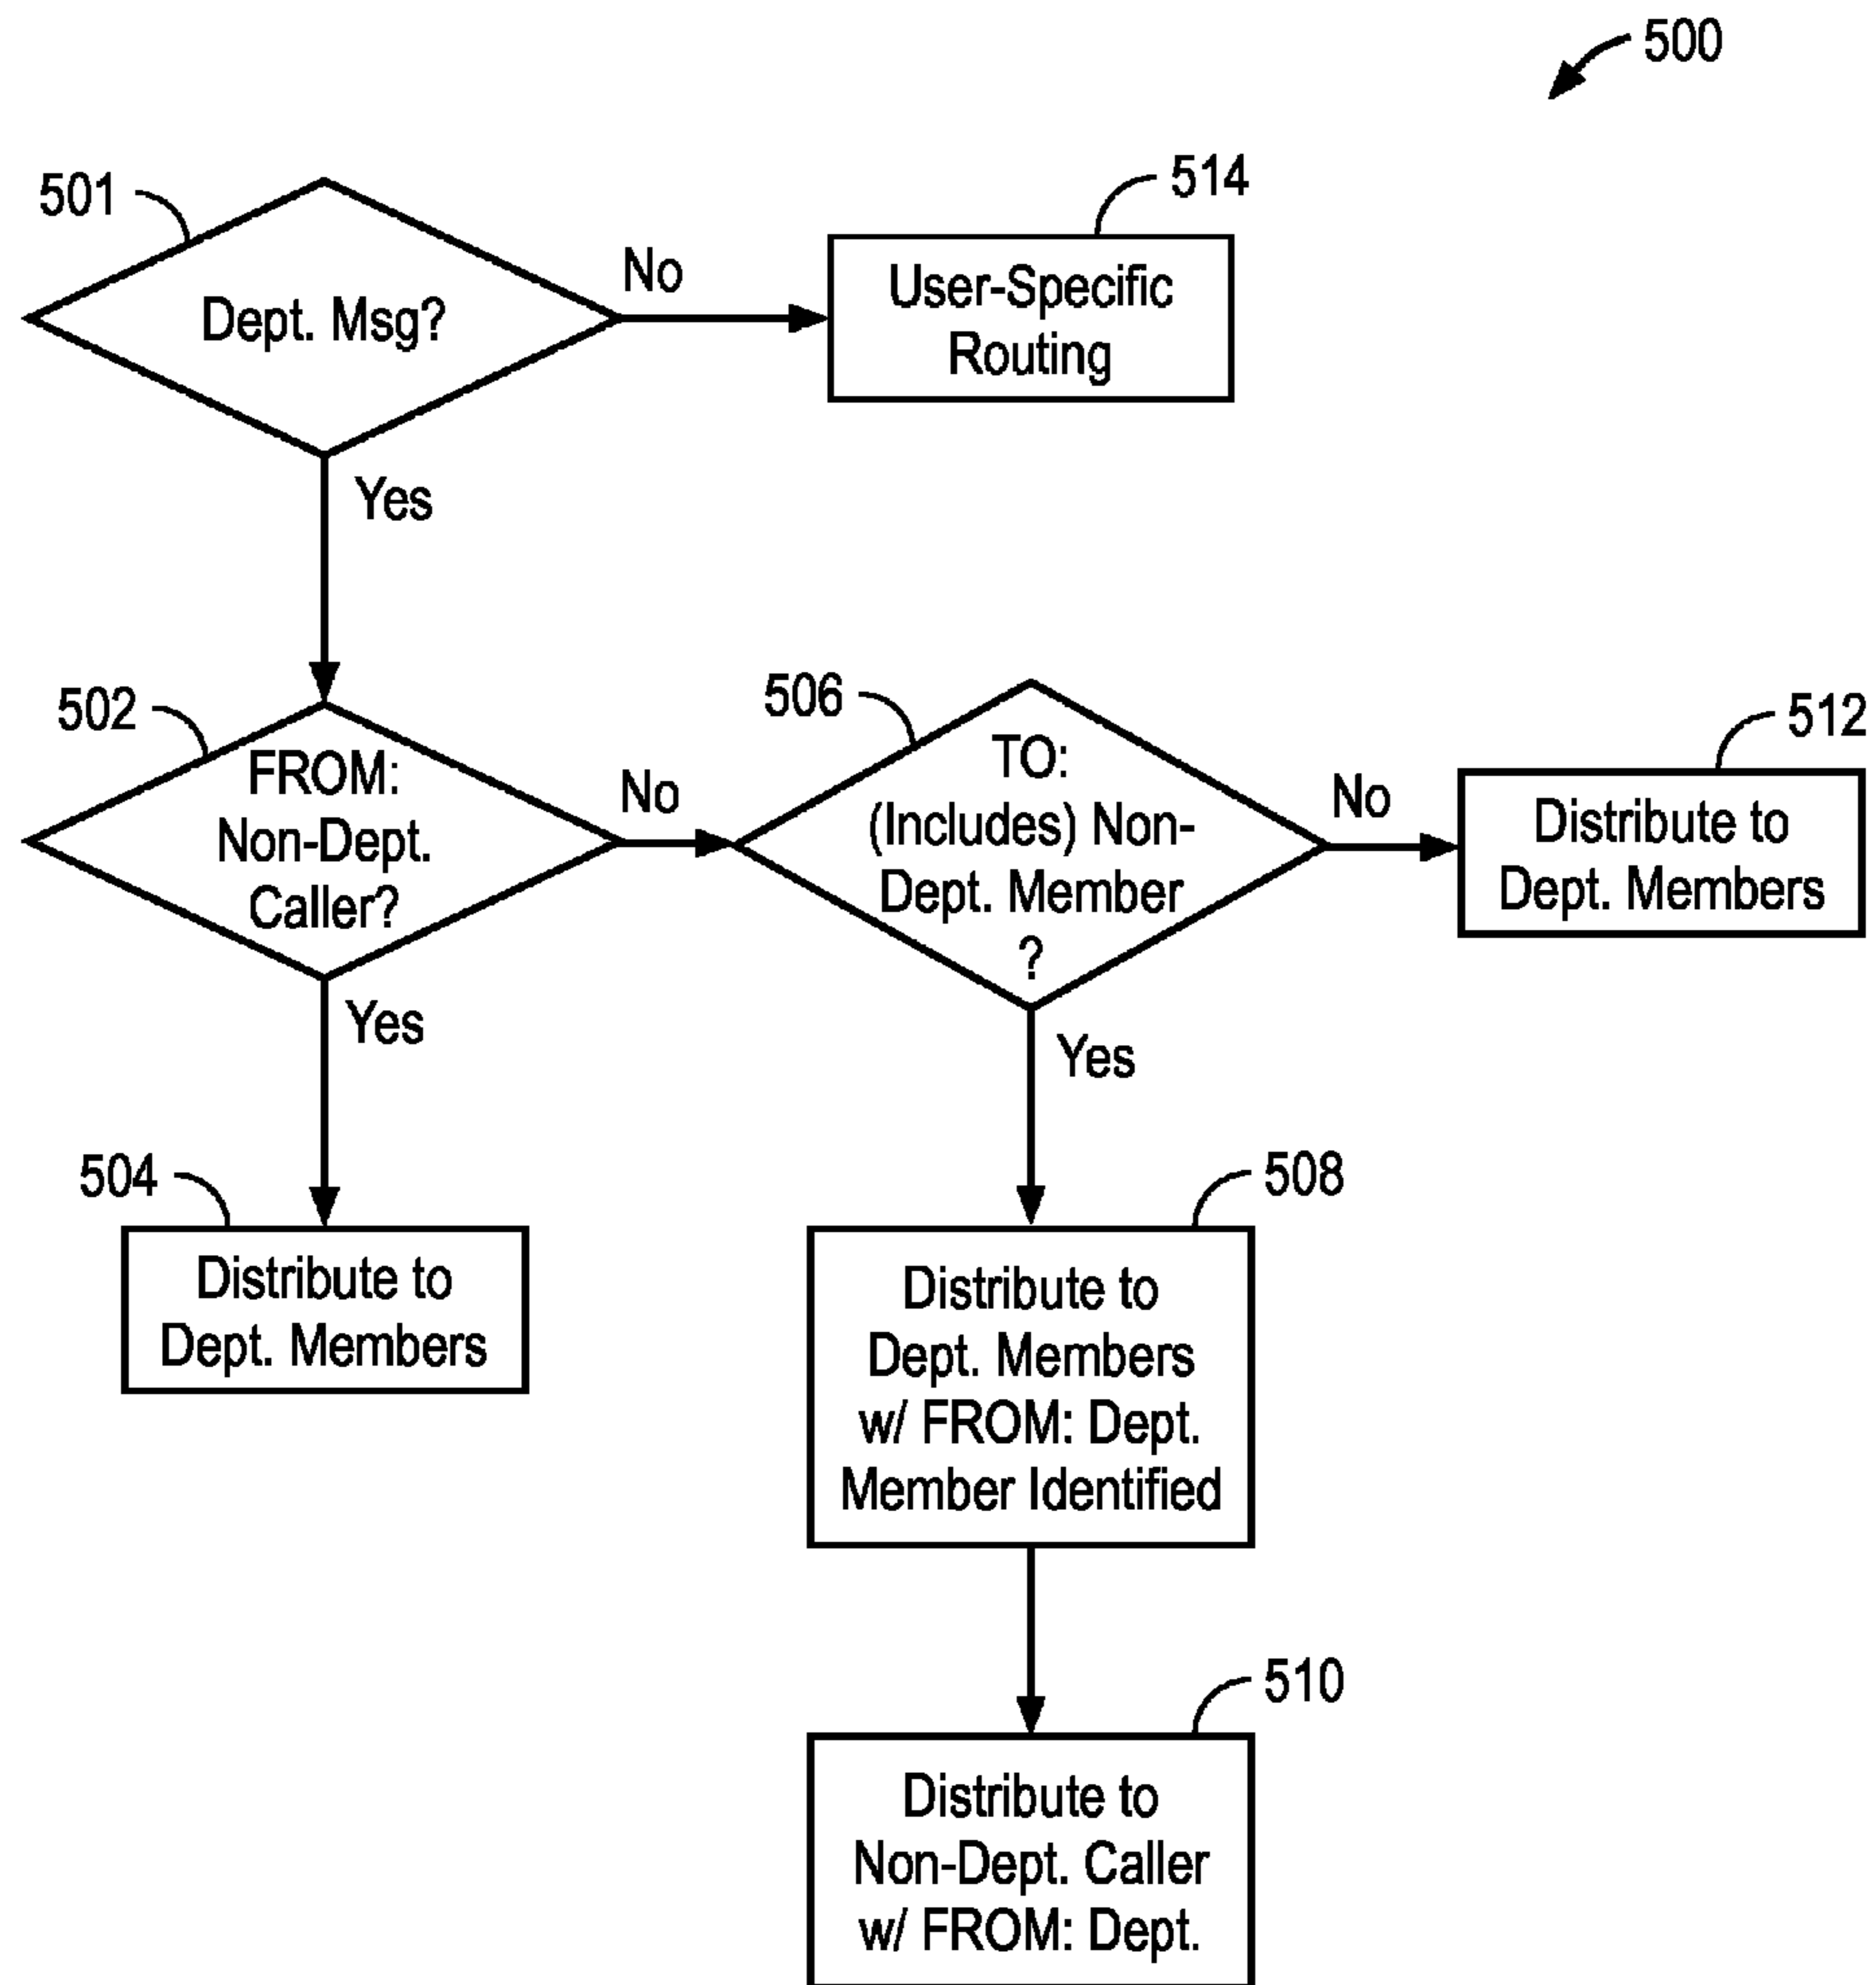 500
501
Dept. Msg?
No
514
User-Specific
Routing
Yes
502
FROM:
Non-Dept.
Caller?
No
506
TO:
(Includes) Non-
Dept. Member
?
No
512
Distribute to
Dept. Members
Yes
504
Distribute to
Dept. Members
Yes
508
Distribute to
Dept. Members
w/ FROM: Dept.
Member Identified
510
Distribute to
Non-Dept. Caller
w/ FROM: Dept.